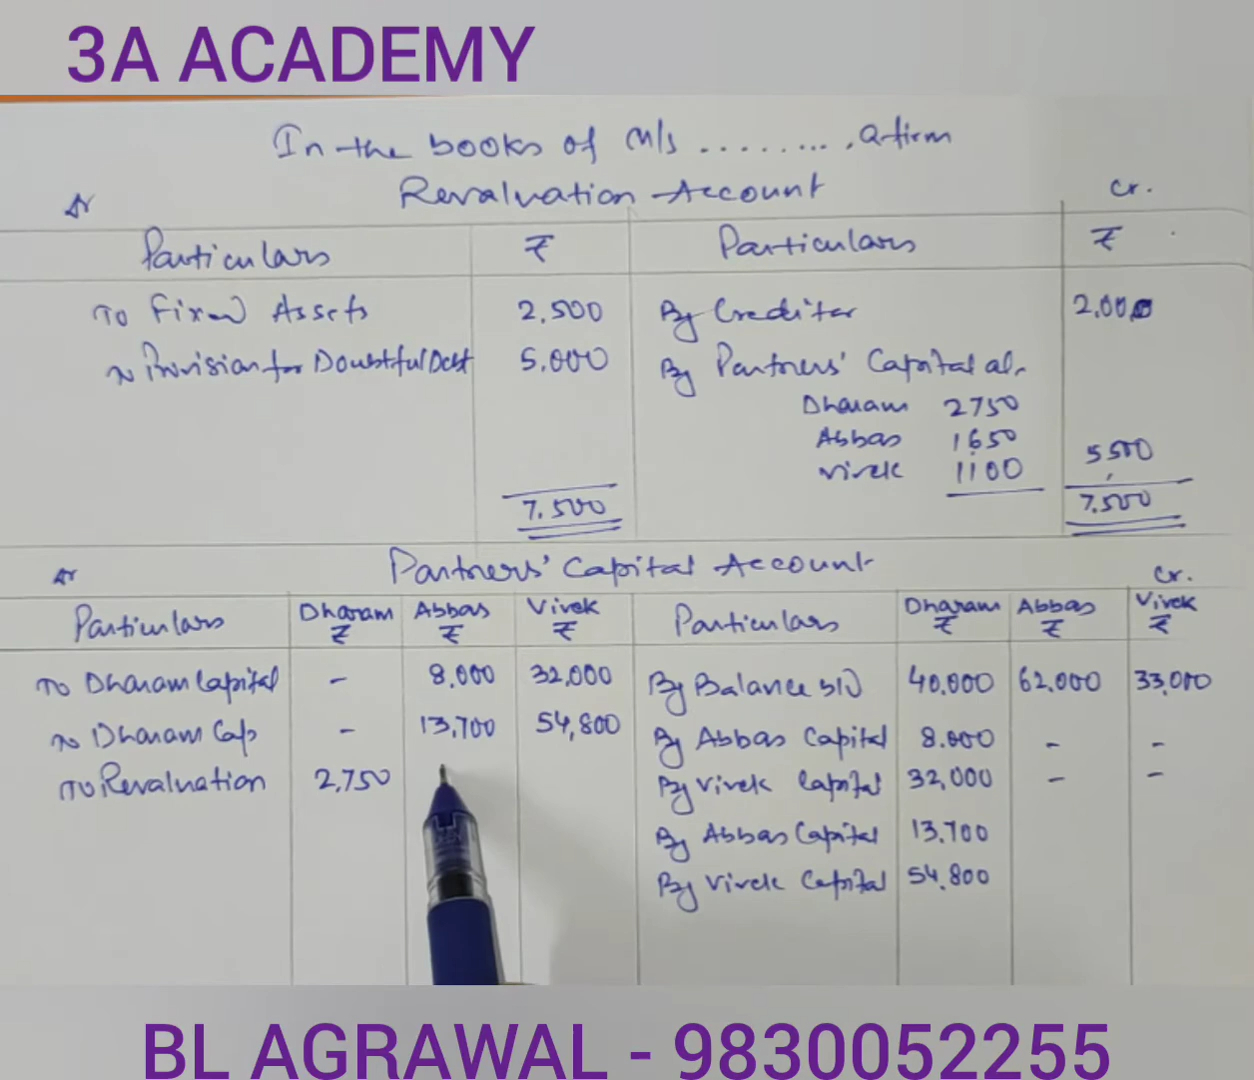 3A ACADEMY
In the books of M/s ........., a firm
Revaluation Account
Dr Cr.
Particulars ₹ Particulars ₹
To Fixed Assets 2,500 By Creditor 2,000
To Provision for Doubtful Debt 5,000 By Partners' Capital a/c
Dharam 2750
Abbas 1650
Vivek 1100 5,500
7,500 7,500
Partners' Capital Account
Dr Cr.
Particulars Dharam ₹ Abbas ₹ Vivek ₹ Particulars Dharam ₹ Abbas ₹ Vivek ₹
To Dharam Capital - 8,000 32,000 By Balance b/d 40,000 62,000 33,000
To Dharam Cap - 13,700 54,800 By Abbas Capital 8,000 - -
To Revaluation 2,750 By Vivek Capital 32,000 - -
By Abbas Capital 13,700
By Vivek Capital 54,800
BL AGRAWAL - 9830052255